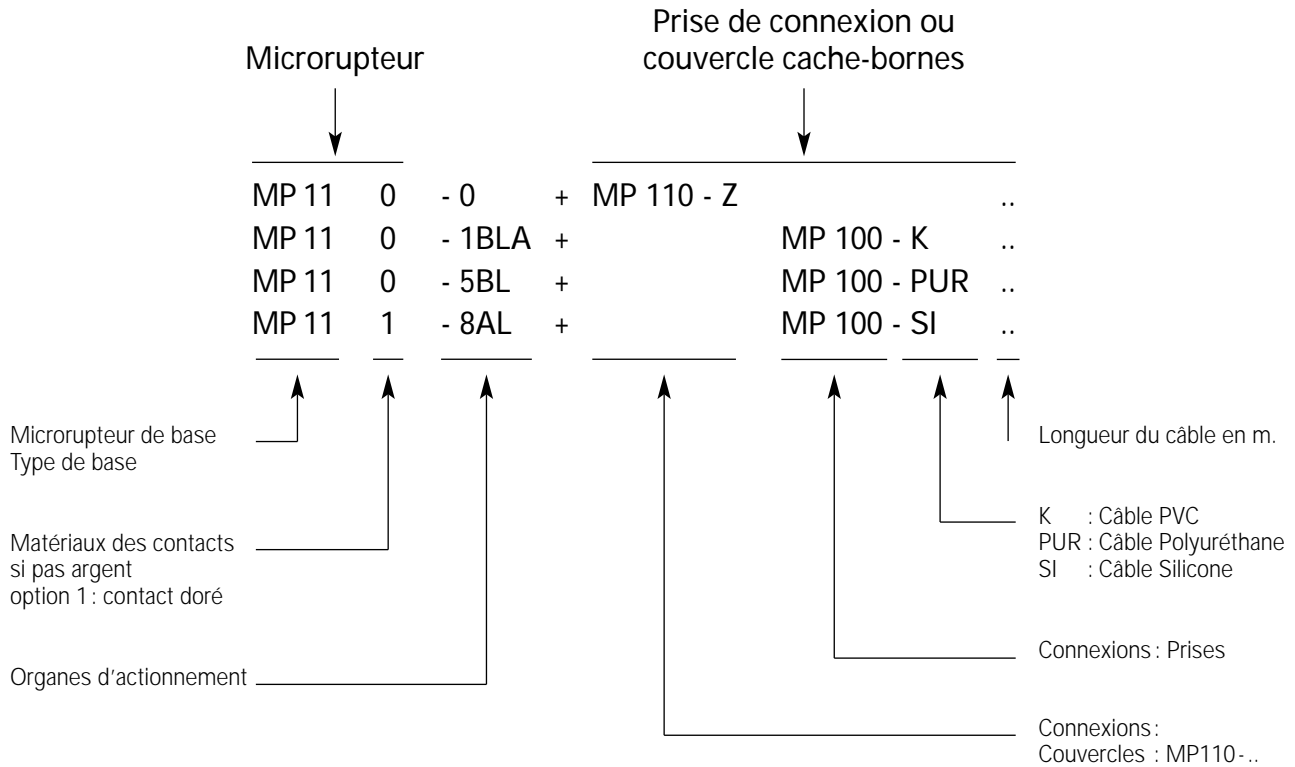 Prise de connexion ou
Microrupteur couvercle cache-bornes
MP 11 0 - 0 + MP 110 - Z ..
MP 11 0 - 1BLA + MP 100 - K ..
MP 11 0 - 5BL + MP 100 - PUR ..
MP 11 1 - 8AL + MP 100 - SI ..
Microrupteur de base
Type de base
Longueur du câble en m.
Matériaux des contacts
si pas argent
option 1 : contact doré
K : Câble PVC
PUR : Câble Polyuréthane
SI : Câble Silicone
Organes d'actionnement
Connexions : Prises
Connexions :
Couvercles : MP110 - ..